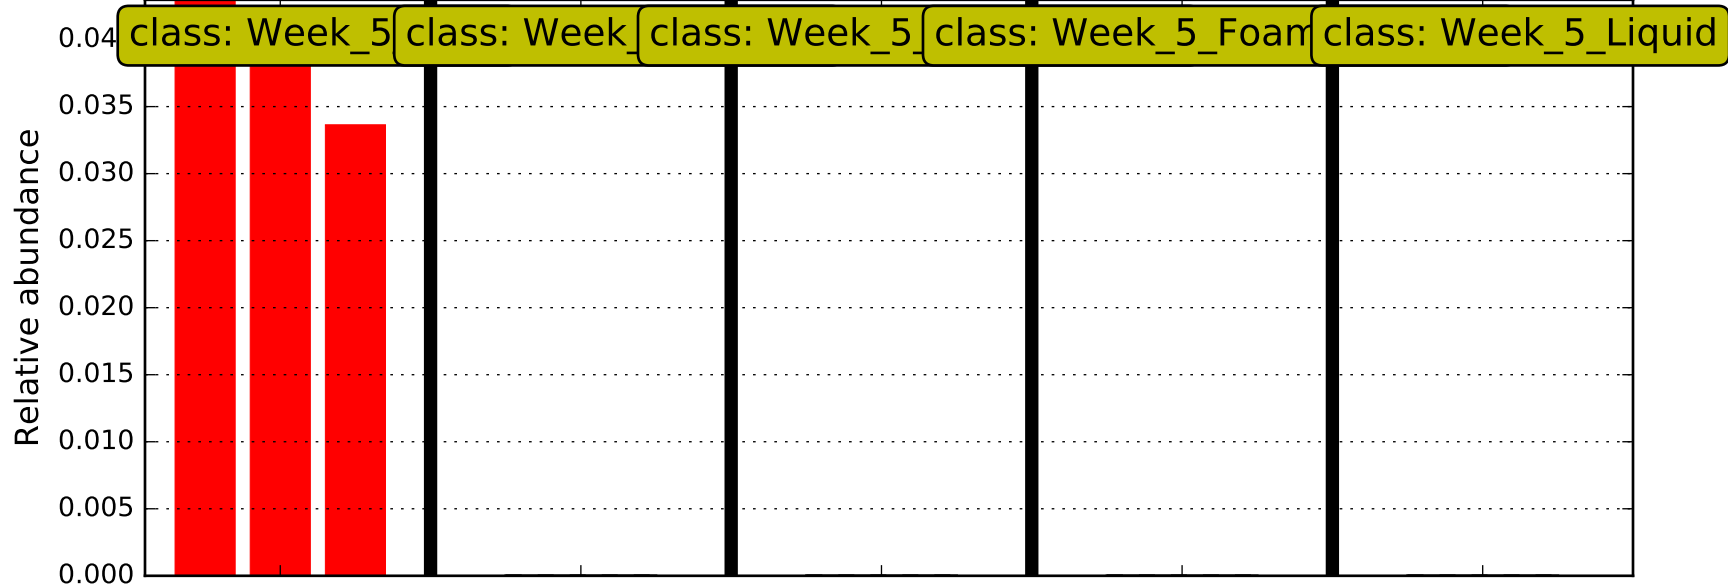 class: Week_5
class: Week_
class: Week_5_
class: Week_5_Foam
class: Week_5_Liquid
0.04
0.035
0.030
0.025
0.020
0.015
0.010
0.005
0.000
Relative abundance